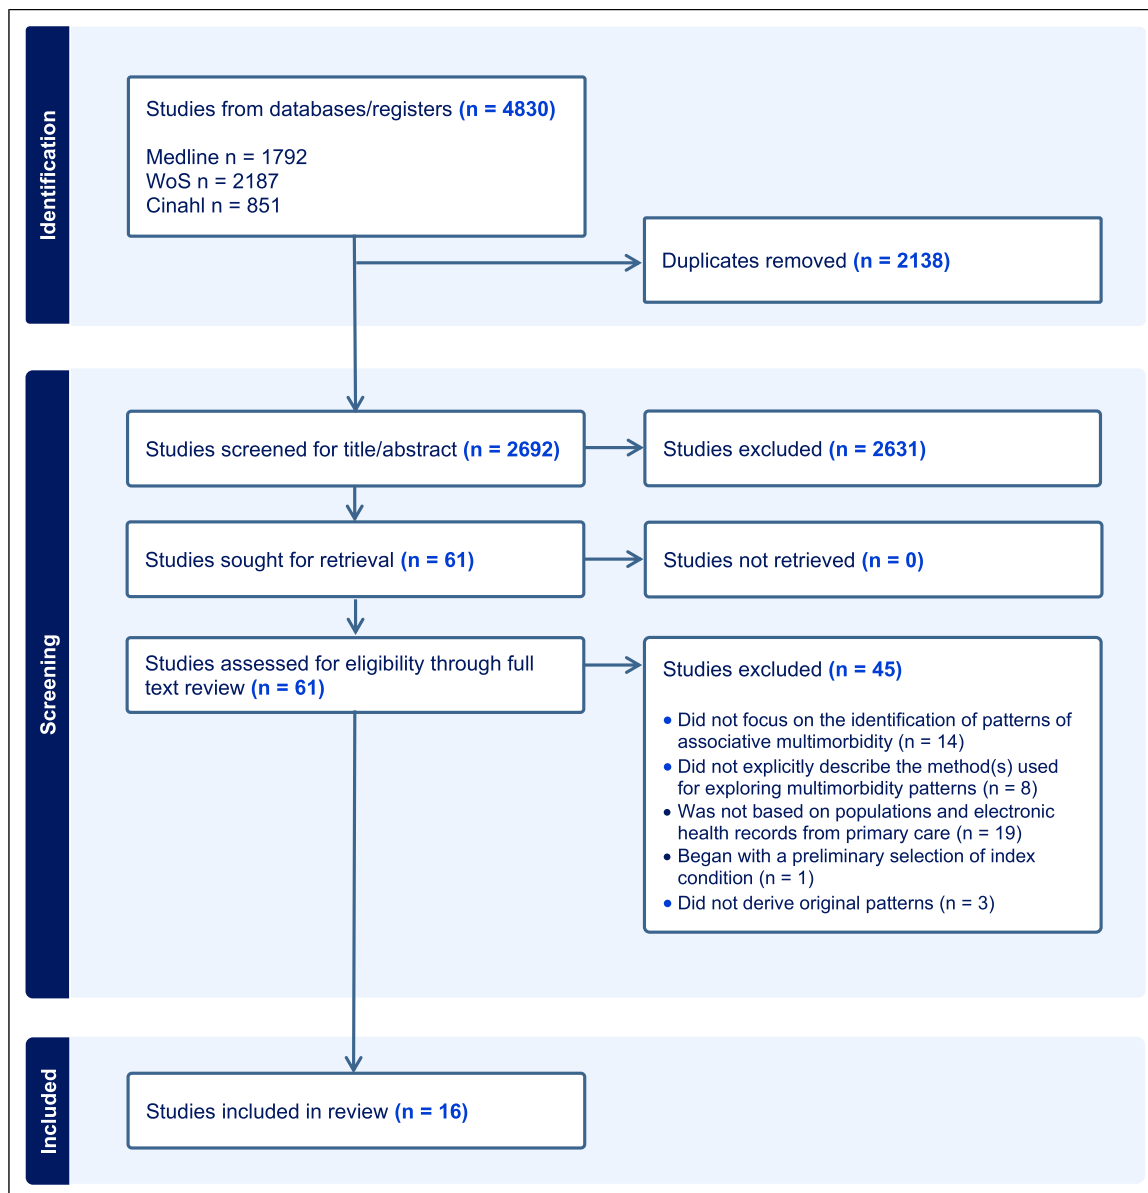 Identification
Studies from databases/registers (n = 4830)
Medline n = 1792
WoS n = 2187
Cinahl n = 851
Duplicates removed (n = 2138)
Screening
Studies screened for title/abstract (n = 2692)
Studies excluded (n = 2631)
Studies sought for retrieval (n = 61)
Studies not retrieved (n = 0)
Studies assessed for eligibility through full
text review (n = 61)
Studies excluded (n = 45)
• Did not focus on the identification of patterns of
associative multimorbidity (n = 14)
• Did not explicitly describe the method(s) used
for exploring multimorbidity patterns (n = 8)
• Was not based on populations and electronic
health records from primary care (n = 19)
• Began with a preliminary selection of index
condition (n = 1)
• Did not derive original patterns (n = 3)
Included
Studies included in review (n = 16)